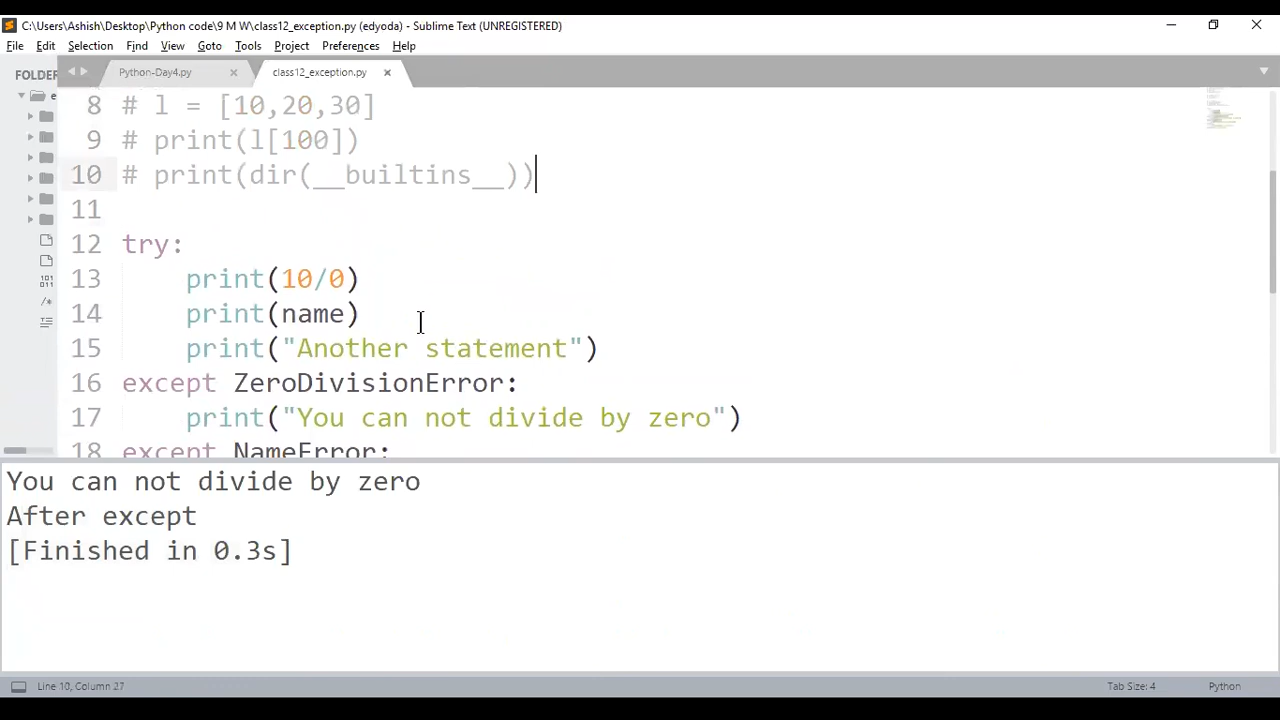 C:\Users\Ashish\Desktop\Python code\9 M W\class12_exception.py (edyoda) - Sublime Text (UNREGISTERED)
File Edit Selection Find View Goto Tools Project Preferences Help
FOLDER Python-Day4.py × class12_exception.py ×
e
8 # l = [10,20,30]
9 # print(l[100])
10 # print(dir(__builtins__))
11
12 try:
13 print(10/0)
14 print(name)
15 print("Another statement")
16 except ZeroDivisionError:
17 print("You can not divide by zero")
18 except NameError:
You can not divide by zero
After except
[Finished in 0.3s]
Line 10, Column 27 Tab Size: 4 Python